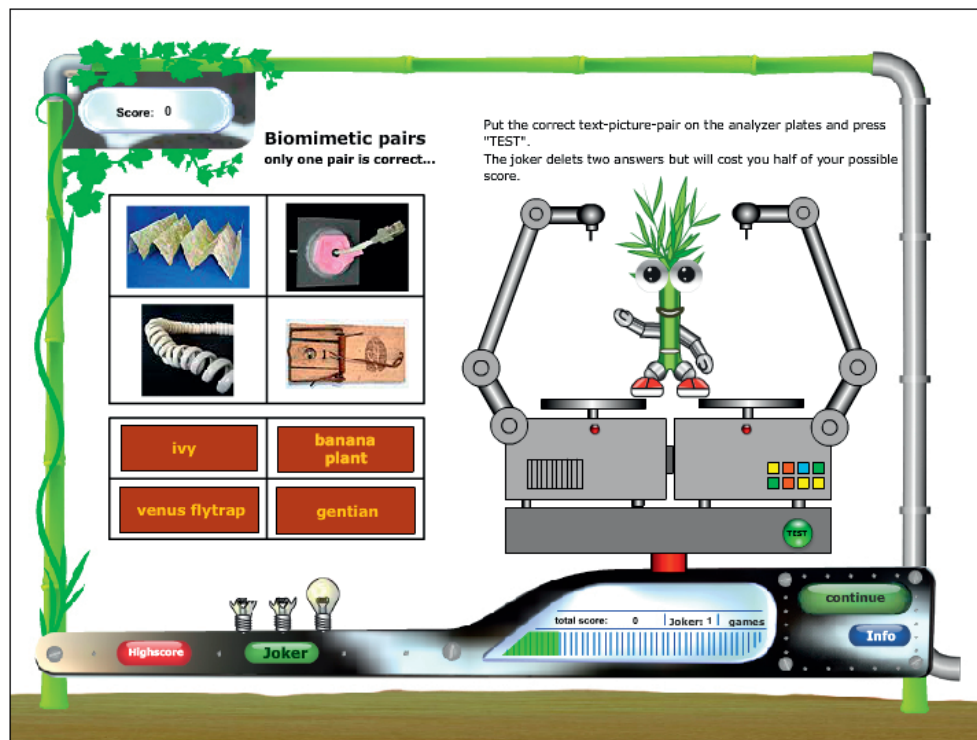 Score: 0
Biomimetic pairs
only one pair is correct...
Put the correct text-picture-pair on the analyzer plates and press
"TEST".
The joker delets two answers but will cost you half of your possible
score.
ivy
banana
plant
venus flytrap
gentian
TEST
continue
total score: 0 Joker: 1 games
Info
Highscore
Joker